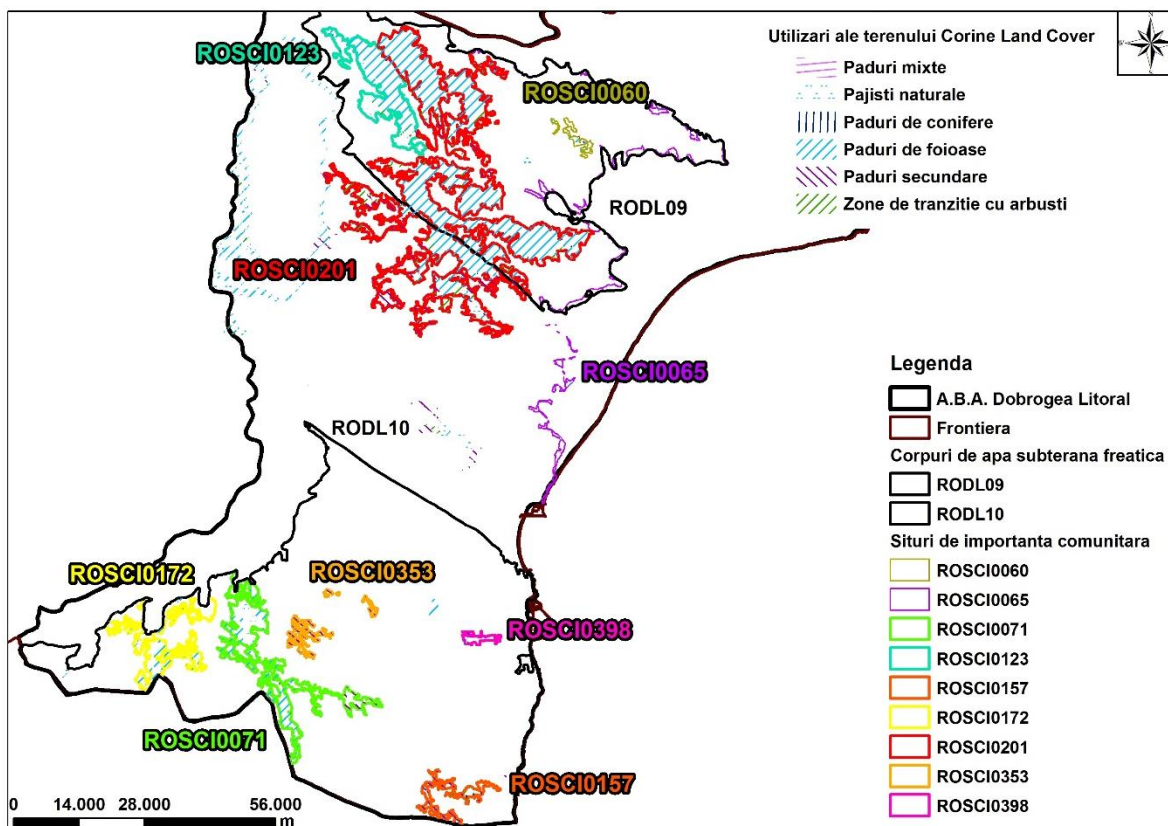 Utilizari ale terenului Corine Land Cover
Paduri mixte
Pajisti naturale
Paduri de conifere
Paduri de foioase
Paduri secundare
Zone de tranzitie cu arbusti
ROSCI0123
ROSCI0060
RODL09
ROSCI0201
ROSCI0065
RODL10
ROSCI0172
ROSCI0353
ROSCI0398
ROSCI0071
ROSCI0157
Legenda
A.B.A. Dobrogea Litoral
Frontiera
Corpuri de apa subterana freatica
RODL09
RODL10
Situri de importanta comunitara
ROSCI0060
ROSCI0065
ROSCI0071
ROSCI0123
ROSCI0157
ROSCI0172
ROSCI0201
ROSCI0353
ROSCI0398
0 14.000 28.000 56.000
m